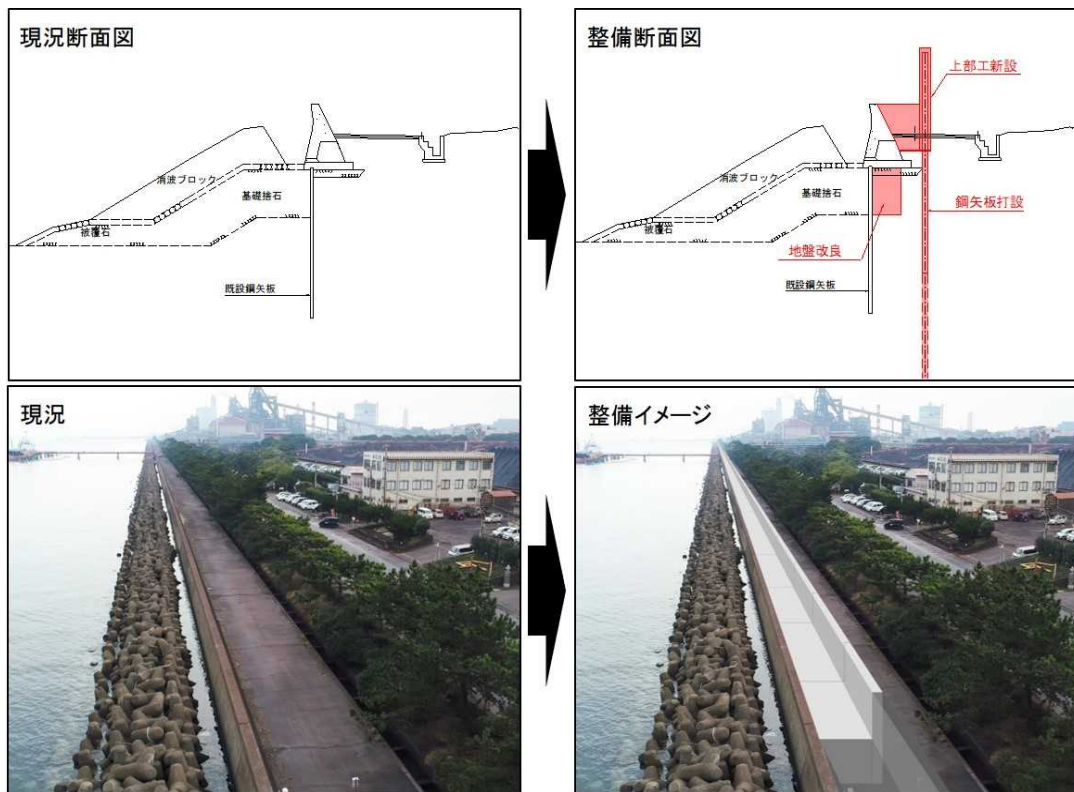 現況断面図
消波ブロック
基礎捨石
被覆石
既設鋼矢板
整備断面図
上部工新設
消波ブロック
基礎捨石
被覆石
鋼矢板打設
地盤改良
既設鋼矢板
現況
整備イメージ